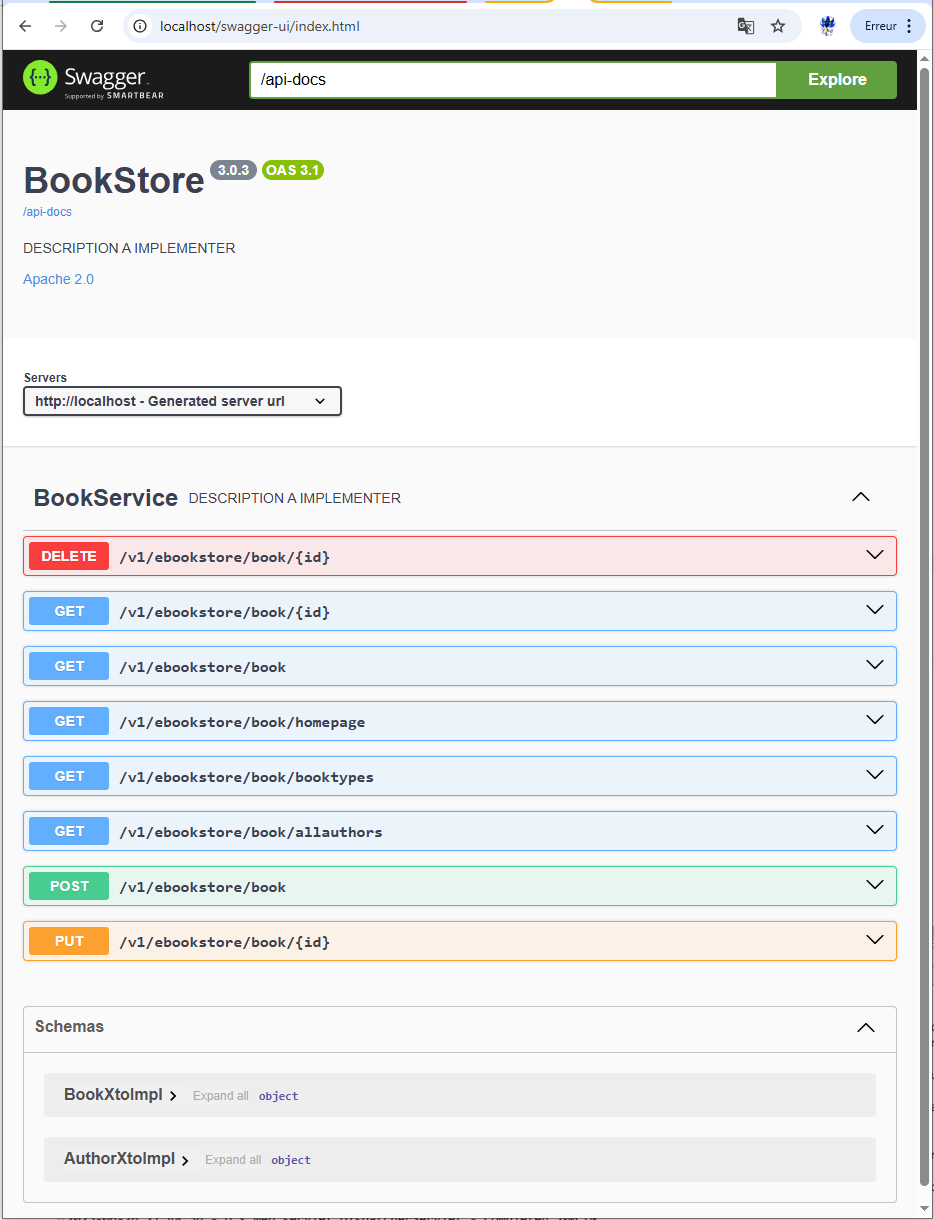 localhost/swagger-ui/index.html
Erreur
Swagger
Supported by SMARTBEAR
/api-docs
Explore
BookStore 3.0.3 OAS 3.1
/api-docs
DESCRIPTION A IMPLEMENTER
Apache 2.0
Servers
http://localhost - Generated server url
BookService DESCRIPTION A IMPLEMENTER
DELETE /v1/ebookstore/book/{id}
GET /v1/ebookstore/book/{id}
GET /v1/ebookstore/book
GET /v1/ebookstore/book/homepage
GET /v1/ebookstore/book/booktypes
GET /v1/ebookstore/book/allauthors
POST /v1/ebookstore/book
PUT /v1/ebookstore/book/{id}
Schemas
BookXtoImpl Expand all object
AuthorXtoImpl Expand all object